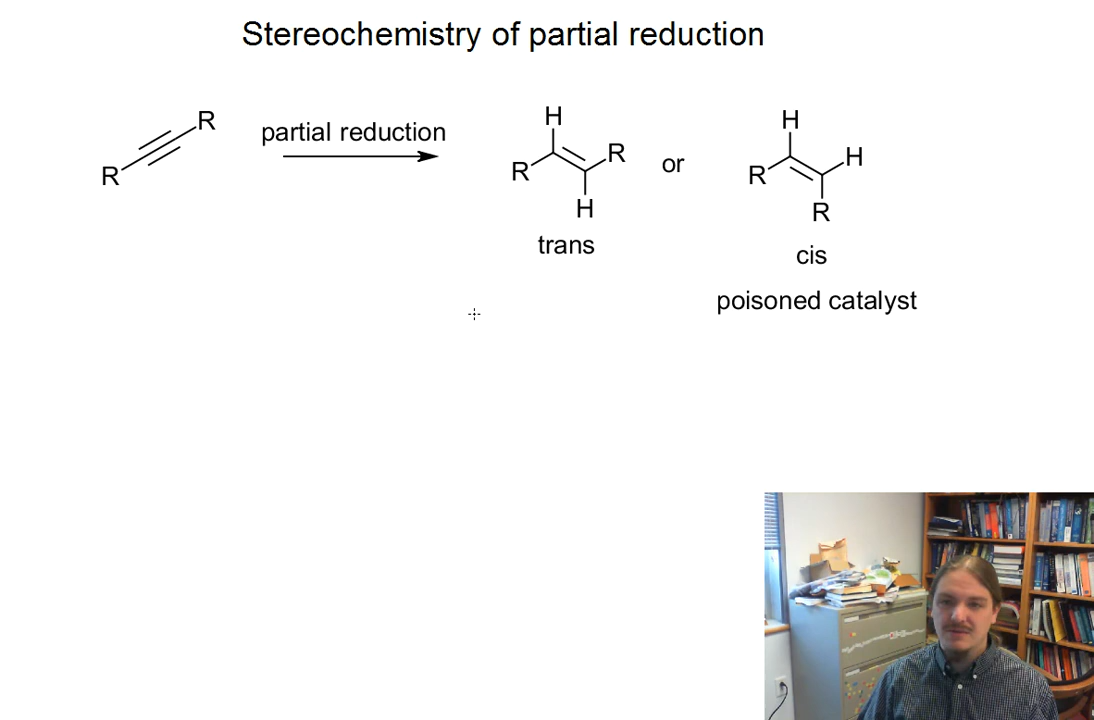 Stereochemistry of partial reduction
R
R
partial reduction
H
R
R
H
trans
or
H
R
H
R
cis
poisoned catalyst